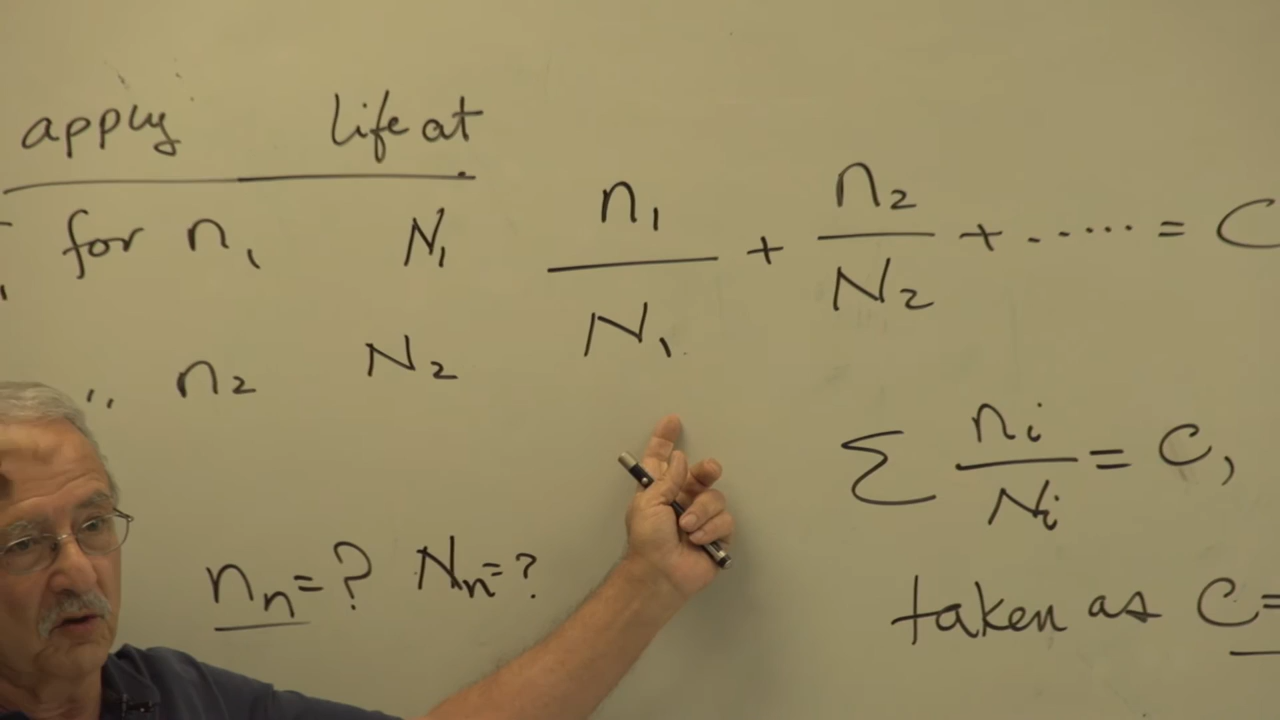 apply life at
for n₁ N₁
n₁/N₁ + n₂/N₂ + ...... = C
" n₂ N₂
∑ nᵢ/Nᵢ = C,
nₙ = ? Nₙ = ?
taken as C =